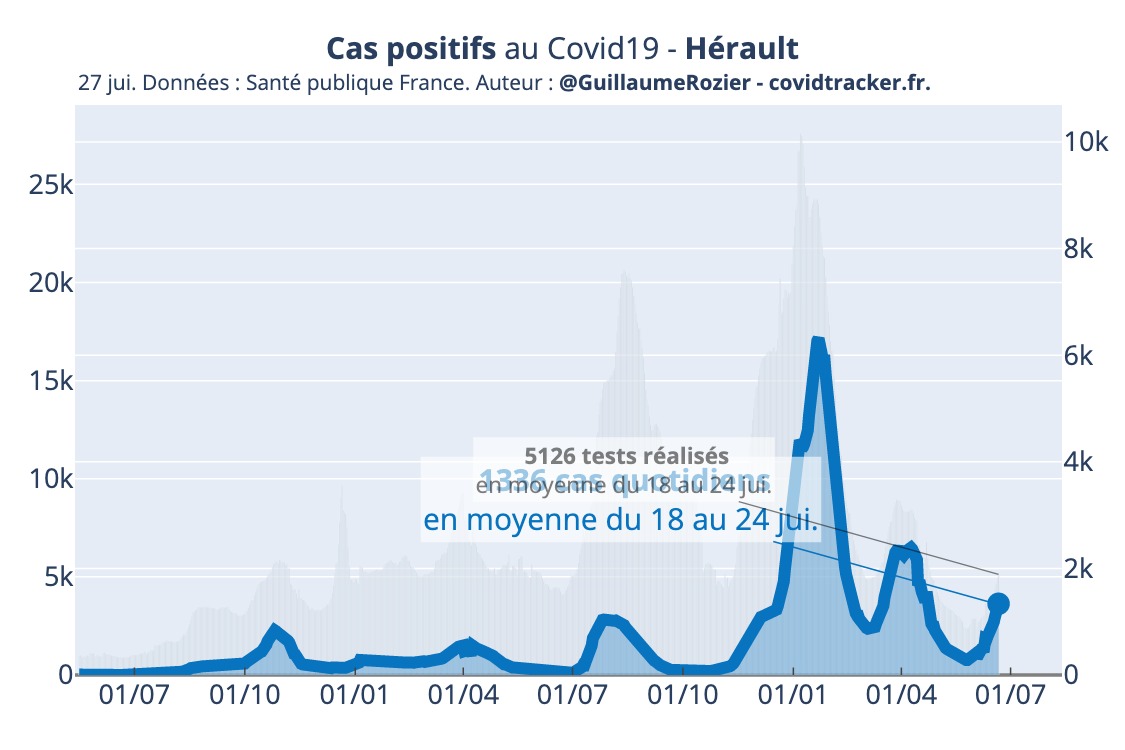 Cas positifs au Covid19 - Hérault
27 jui. Données : Santé publique France. Auteur : @GuillaumeRozier - covidtracker.fr.
10k
25k
8k
20k
6k
15k
5126 tests réalisés
4k
1336 cas quotidiens
10k
en moyenne du 18 au 24 jui.
en moyenne du 18 au 24 jui.
2k
5k
0
0
01/07 01/10 01/01 01/04 01/07 01/10 01/01 01/04 01/07